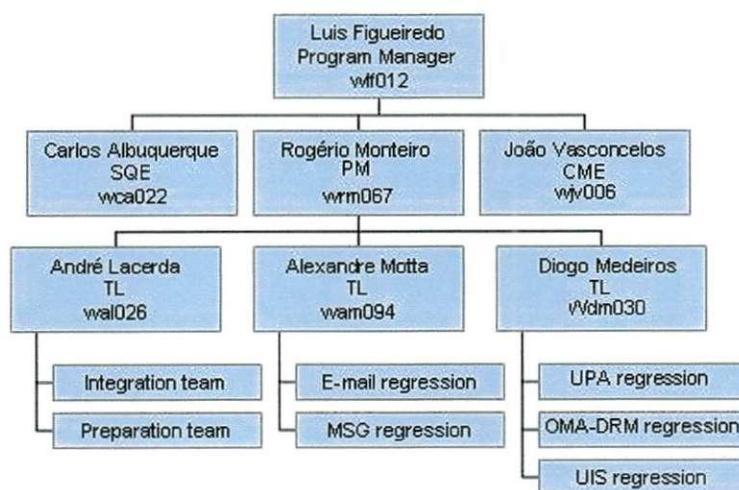 Luis Figueiredo
Program Manager
wlf012
Carlos Albuquerque
SQE
wca022
Rogério Monteiro
PM
wrm067
João Vasconcelos
CME
wjv006
André Lacerda
TL
wal026
Alexandre Motta
TL
wam094
Diogo Medeiros
TL
Wdm030
Integration team
Preparation team
E-mail regression
MSG regression
UPA regression
OMA-DRM regression
UIS regression